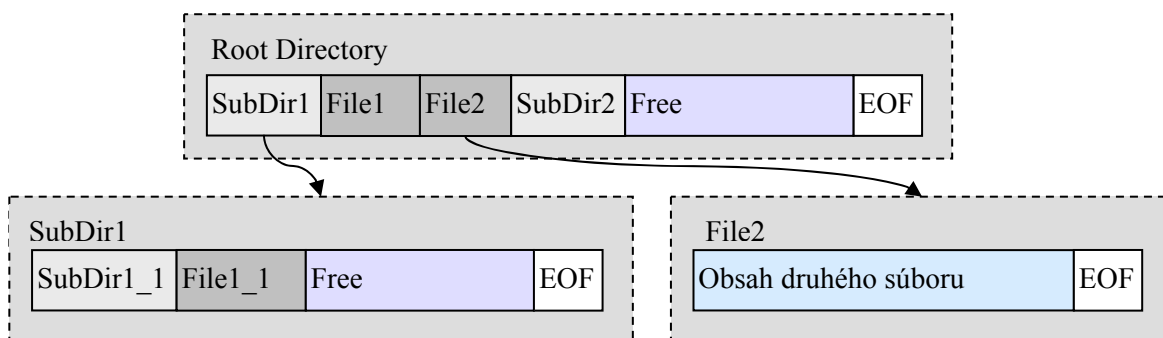 Root Directory
SubDir1 File1 File2 SubDir2 Free EOF
SubDir1
SubDir1_1 File1_1 Free EOF
File2
Obsah druhého súboru EOF